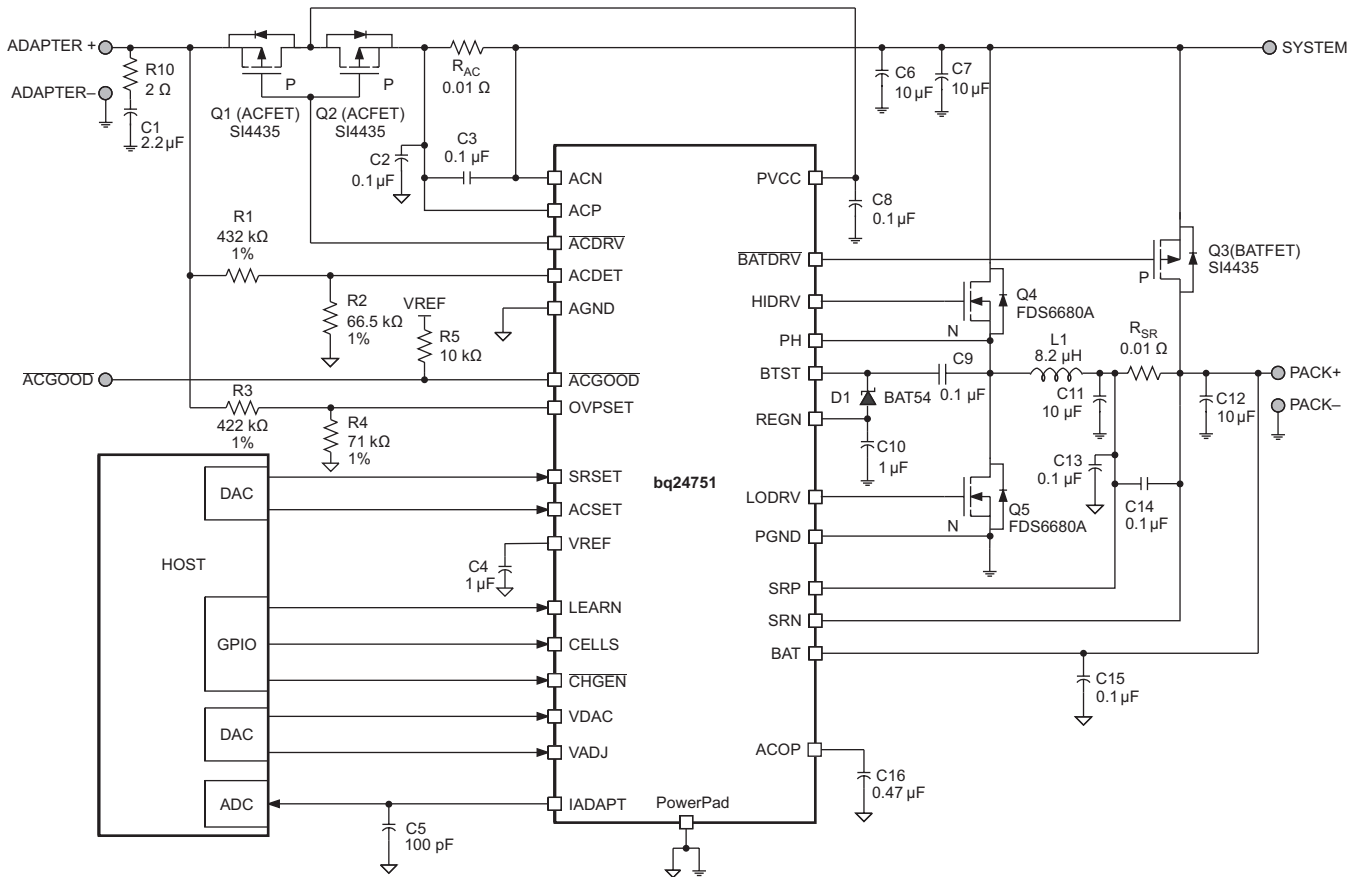 ADAPTER +
ADAPTER–
R10
2 Ω
C1
2.2 µF
P
P
Q1 (ACFET)
SI4435
Q2 (ACFET)
SI4435
RAC
0.01 Ω
C2
0.1 µF
C3
0.1 µF
C6
10 µF
C7
10 µF
SYSTEM
R1
432 kΩ
1%
R2
66.5 kΩ
1%
VREF
R5
10 kΩ
ACGOOD
R3
422 kΩ
1%
R4
71 kΩ
1%
ACN
ACP
ACDRV
ACDET
AGND
ACGOOD
OVPSET
SRSET
ACSET
VREF
LEARN
CELLS
CHGEN
VDAC
VADJ
IADAPT
bq24751
PowerPad
PVCC
BATDRV
HIDRV
PH
BTST
REGN
LODRV
PGND
SRP
SRN
BAT
ACOP
HOST
DAC
GPIO
DAC
ADC
C4
1 µF
C5
100 pF
C8
0.1 µF
P
Q3(BATFET)
SI4435
N
Q4
FDS6680A
C9
0.1 µF
D1
BAT54
C10
1 µF
L1
8.2 µH
RSR
0.01 Ω
C11
10 µF
C12
10 µF
PACK+
PACK–
C13
0.1 µF
C14
0.1 µF
N
Q5
FDS6680A
C15
0.1 µF
C16
0.47 µF